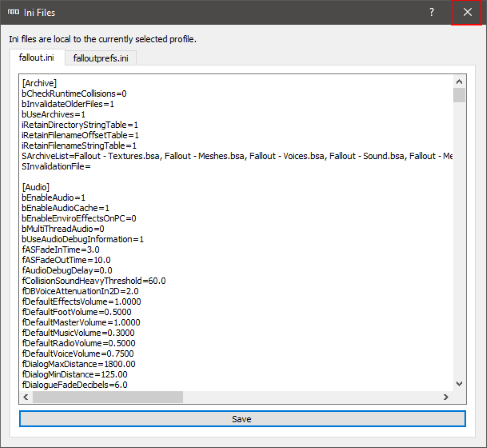 Ini Files
Ini files are local to the currently selected profile.
fallout.ini
falloutprefs.ini
[Archive]
bCheckRuntimeCollisions=0
bInvalidateOlderFiles=1
bUseArchives=1
iRetainDirectoryStringTable=1
iRetainFilenameOffsetTable=1
iRetainFilenameStringTable=1
SArchiveList=Fallout - Textures.bsa, Fallout - Meshes.bsa, Fallout - Voices.bsa, Fallout - Sound.bsa, Fallout - Me
SInvalidationFile=
[Audio]
bEnableAudio=1
bEnableAudioCache=1
bEnableEnviroEffectsOnPC=0
bMultiThreadAudio=0
bUseAudioDebugInformation=1
fASFadeInTime=3.0
fASFadeOutTime=10.0
fAudioDebugDelay=0.0
fCollisionSoundHeavyThreshold=60.0
fDBVoiceAttenuationIn2D=2.0
fDefaultEffectsVolume=1.0000
fDefaultFootVolume=0.5000
fDefaultMasterVolume=1.0000
fDefaultMusicVolume=0.3000
fDefaultRadioVolume=0.5000
fDefaultVoiceVolume=0.7500
fDialogMaxDistance=1800.00
fDialogMinDistance=125.00
fDialogueFadeDecibels=6.0
Save